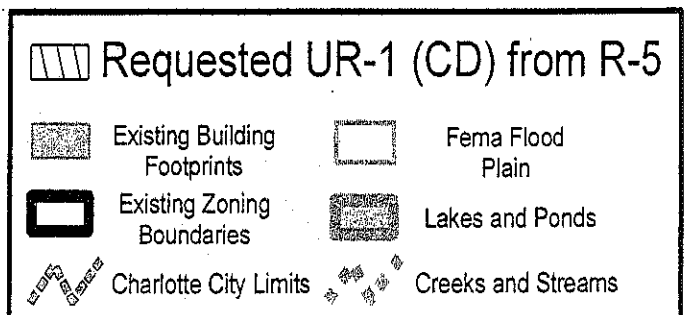 Requested UR-1 (CD) from R-5
Existing Building
Footprints
Fema Flood
Plain
Existing Zoning
Boundaries
Lakes and Ponds
Charlotte City Limits
Creeks and Streams